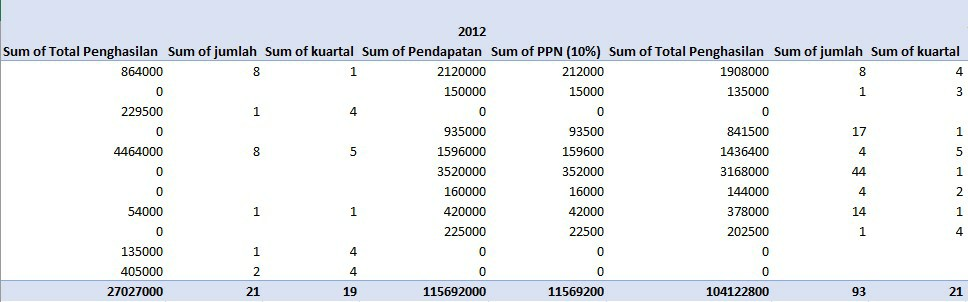 2012
Sum of Total Penghasilan Sum of jumlah Sum of kuartal Sum of Pendapatan Sum of PPN (10%) Sum of Total Penghasilan Sum of jumlah Sum of kuartal
864000 8 1 2120000 212000 1908000 8 4
0 150000 15000 135000 1 3
229500 1 4 0 0 0
0 935000 93500 841500 17 1
4464000 8 5 1596000 159600 1436400 4 5
0 3520000 352000 3168000 44 1
0 160000 16000 144000 4 2
54000 1 1 420000 42000 378000 14 1
0 225000 22500 202500 1 4
135000 1 4 0 0 0
405000 2 4 0 0 0
27027000 21 19 115692000 11569200 104122800 93 21